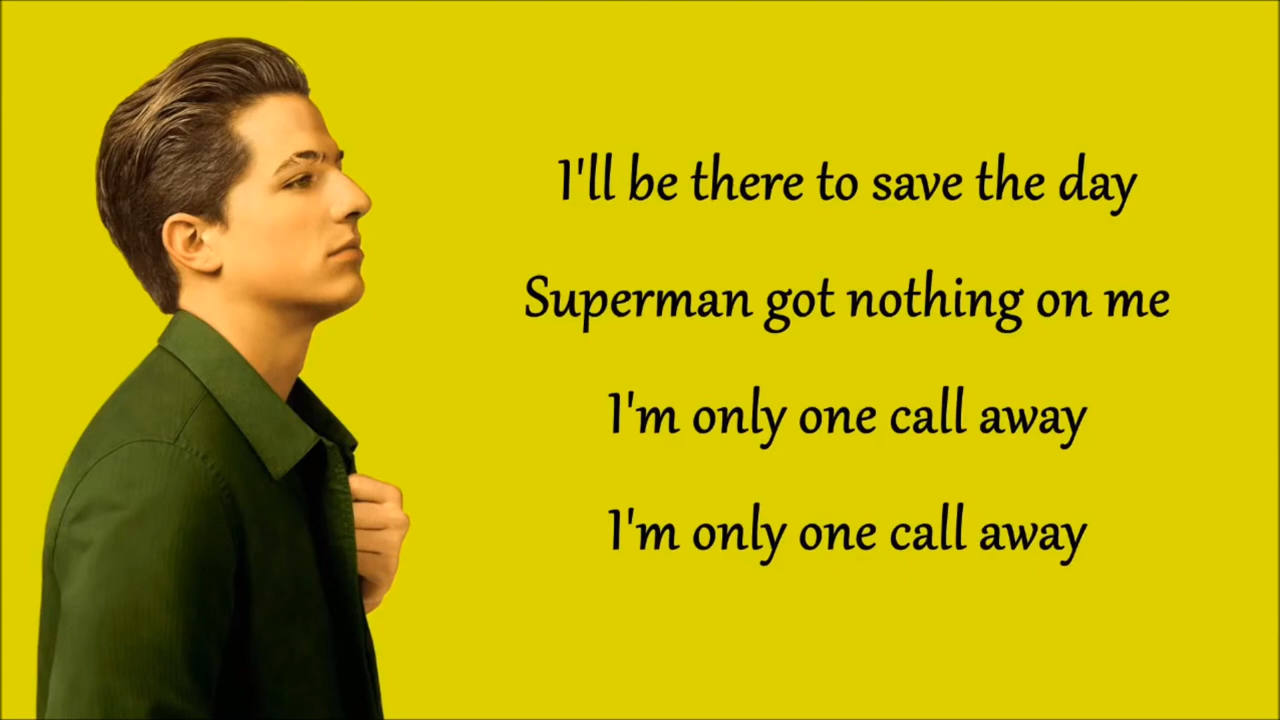 I'll be there to save the day
Superman got nothing on me
I'm only one call away
I'm only one call away